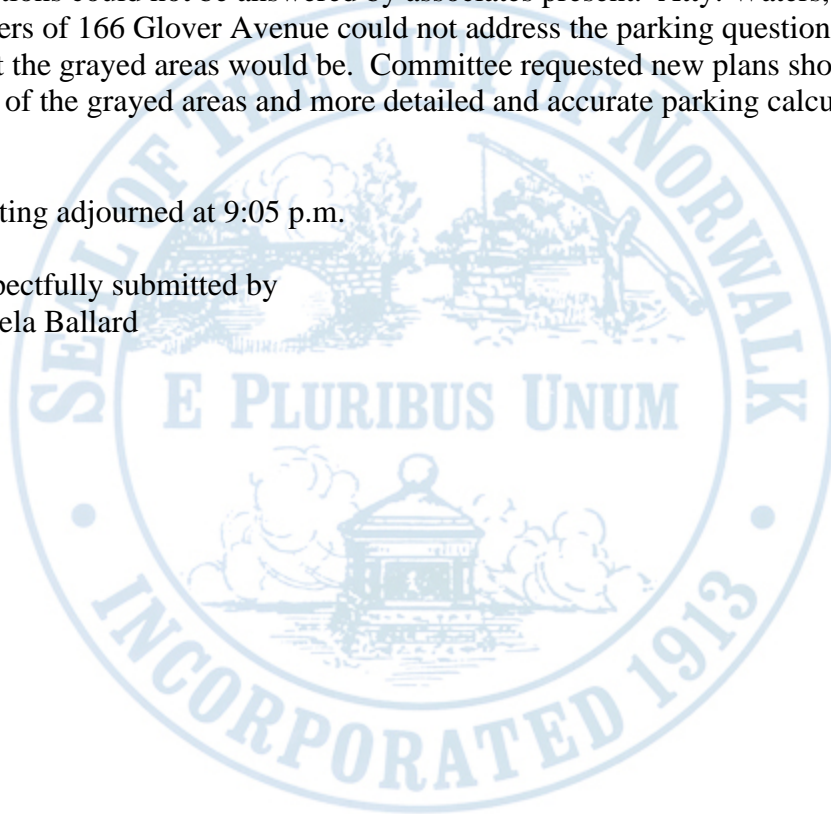 tions could not be answered by associates present. Atty. Waters,
ers of 166 Glover Avenue could not address the parking question
t the grayed areas would be. Committee requested new plans sho
of the grayed areas and more detailed and accurate parking calcu
ting adjourned at 9:05 p.m.
pectfully submitted by
ela Ballard
SEAL OF THE CITY OF NORWALK
E PLURIBUS UNUM
INCORPORATED 1913